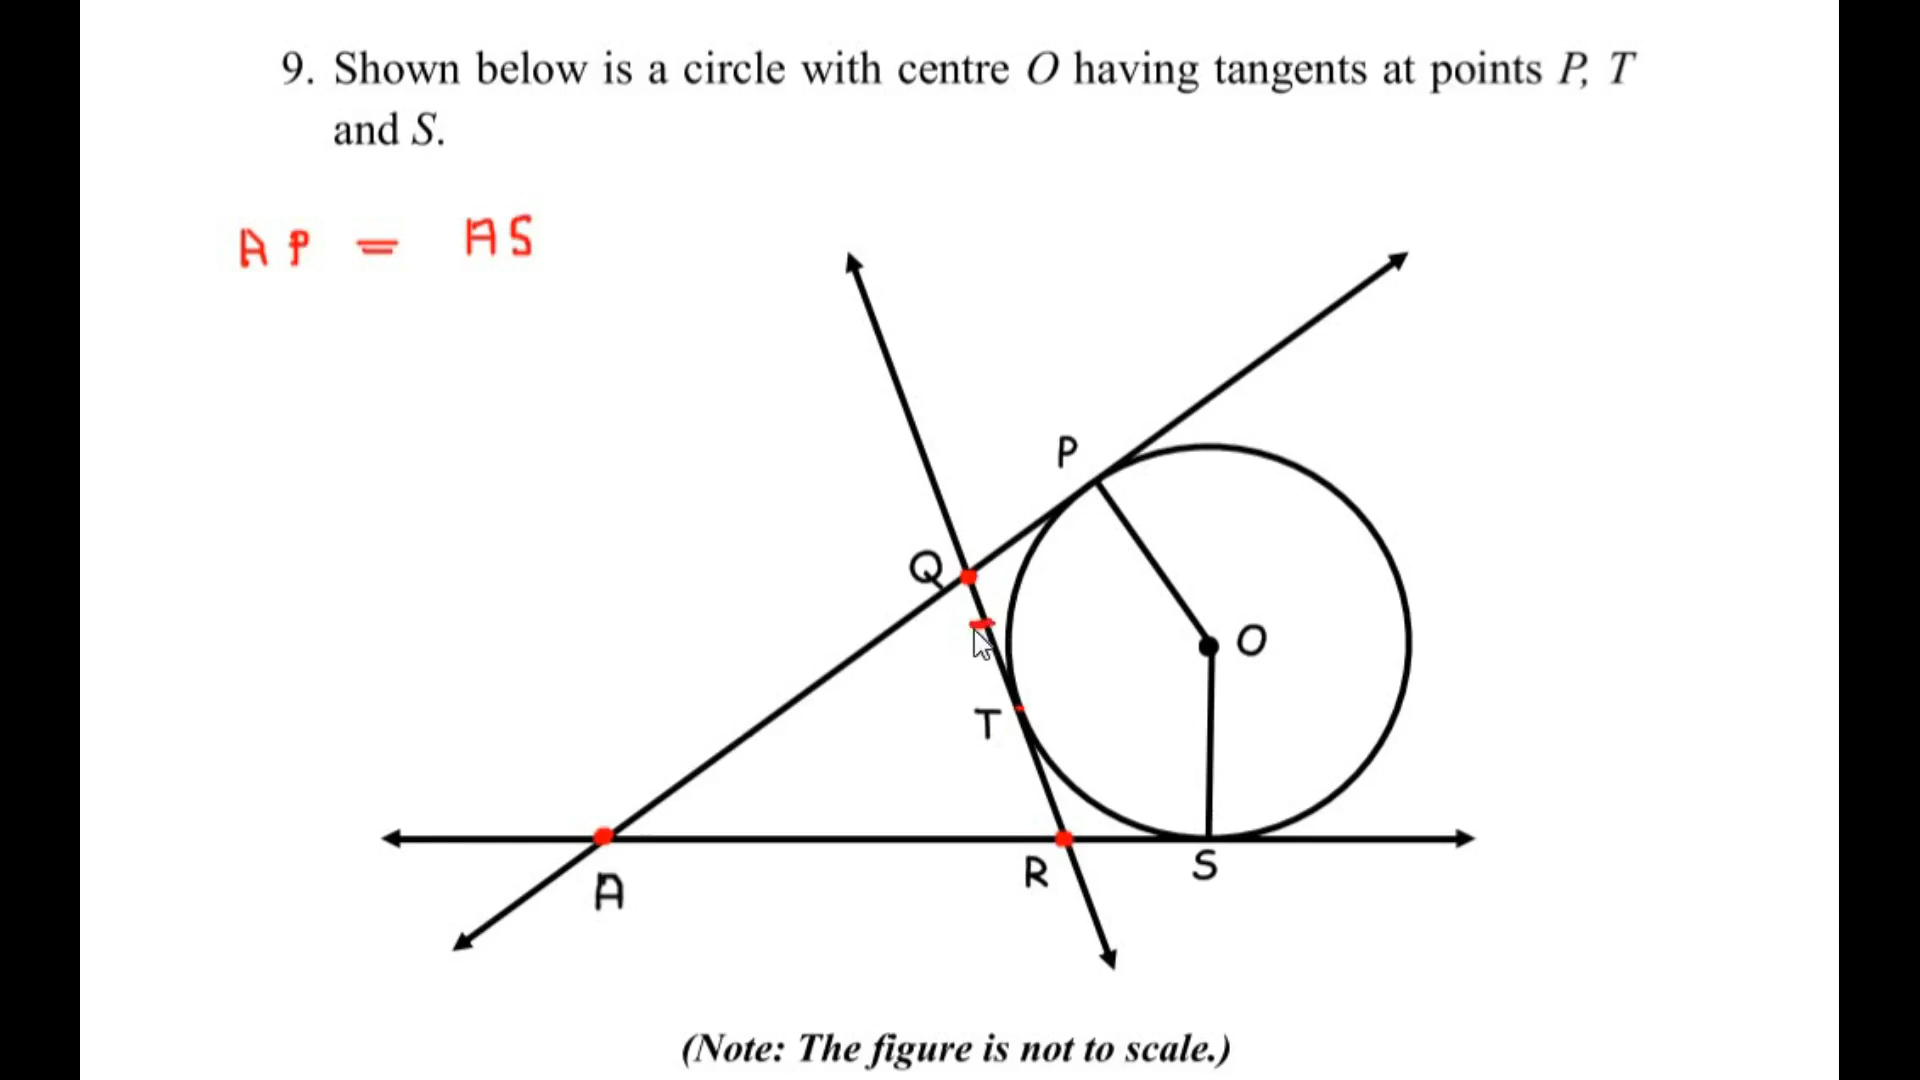 9. Shown below is a circle with centre O having tangents at points P, T
and S.
AP = AS
P
Q
O
T
A
R
S
(Note: The figure is not to scale.)